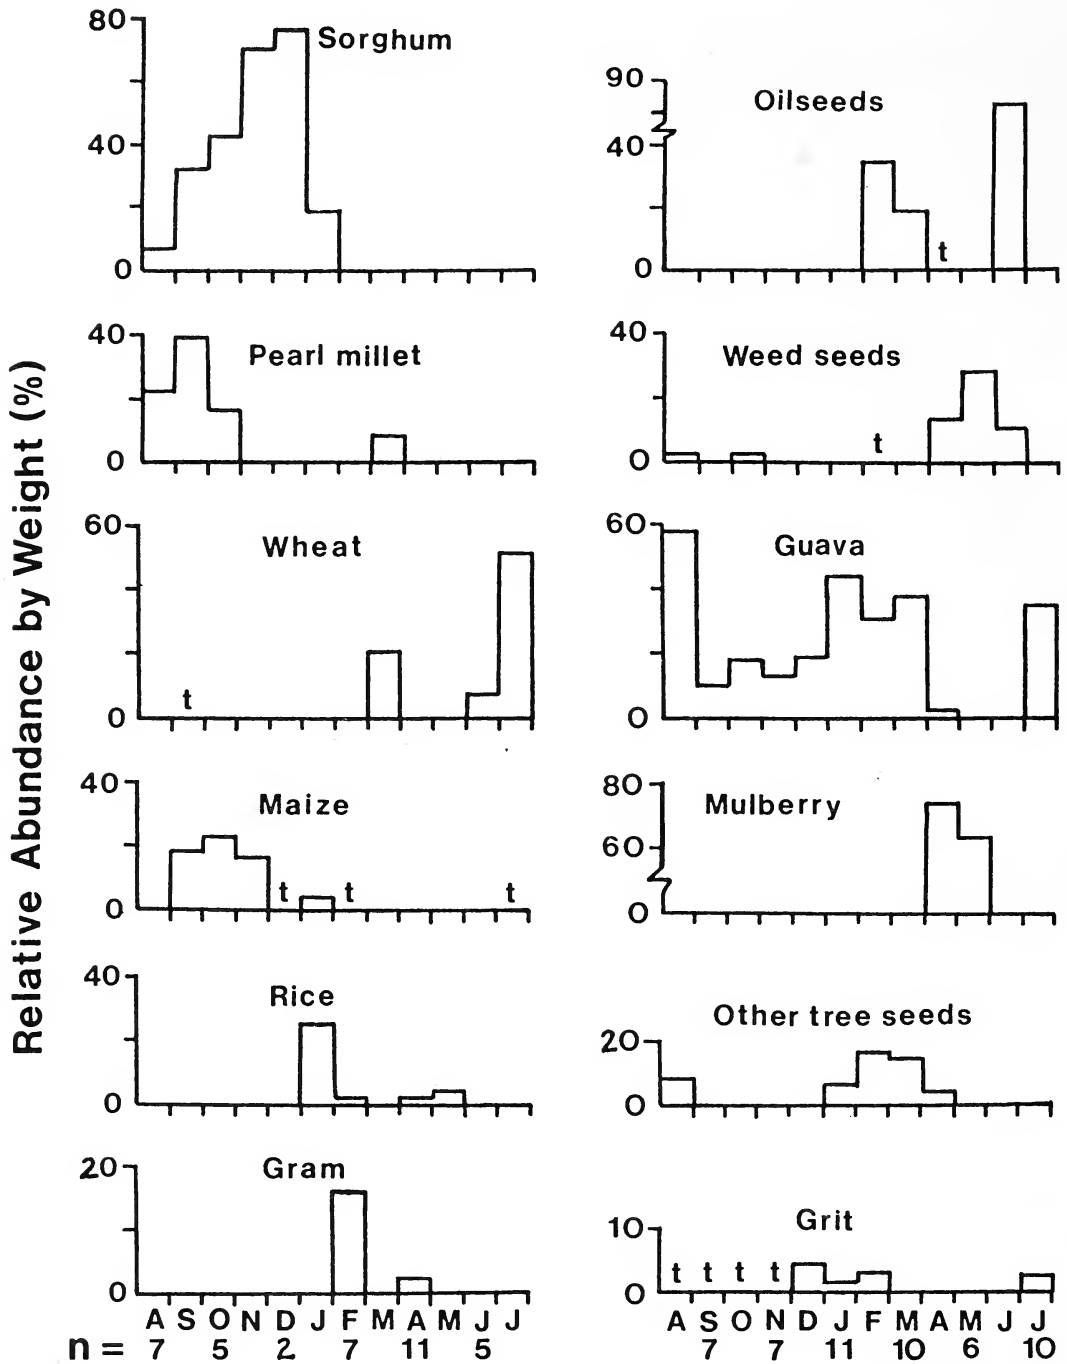 Relative Abundance by Weight (%)
Sorghum
80
40
0
Pearl millet
40
0
Wheat
60
0
t
Maize
40
0
t t t
Rice
40
0
Gram
20
0
A S O N D J F M A M J J
n = 7 5 2 7 11 5
Oilseeds
90
40
0
t
Weed seeds
40
0
t
Guava
60
0
Mulberry
80
60
0
Other tree seeds
20
0
Grit
10
0
t t t t
A S O N D J F M A M J J
7 7 11 10 6 10